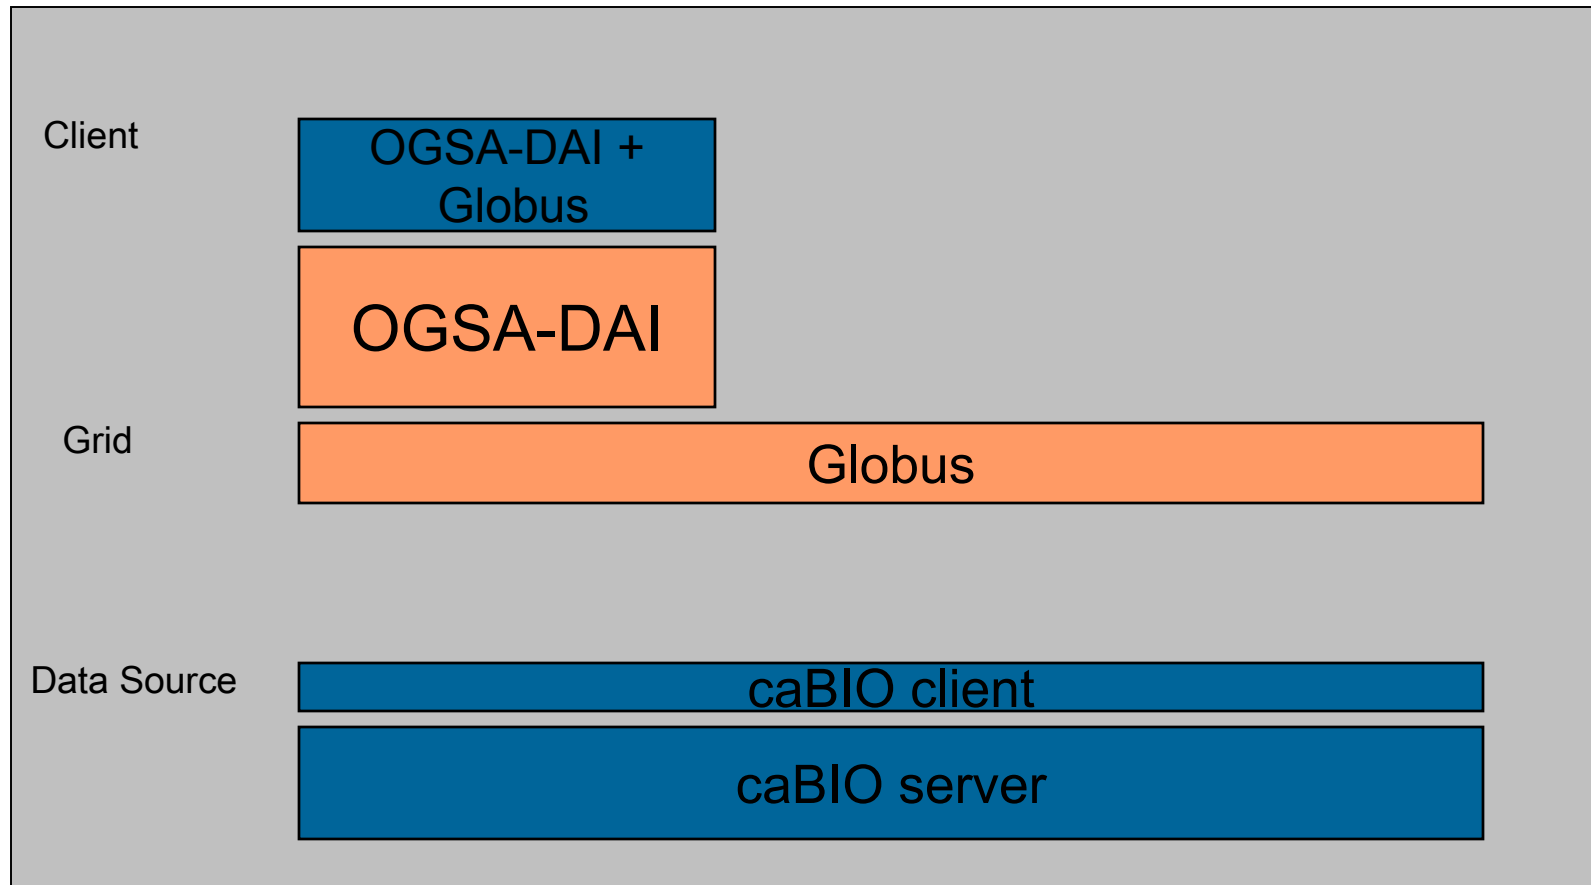 Client
OGSA-DAI +
Globus
OGSA-DAI
Grid
Globus
Data Source
caBIO client
caBIO server